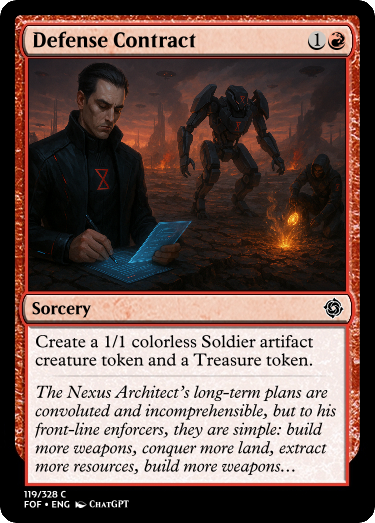 Defense Contract 1
Sorcery
Create a 1/1 colorless Soldier artifact
creature token and a Treasure token.
The Nexus Architect's long-term plans are
convoluted and incomprehensible, but to his
front-line enforcers, they are simple: build
more weapons, conquer more land, extract
more resources, build more weapons…
119/328 C
FOF • ENG ChatGPT